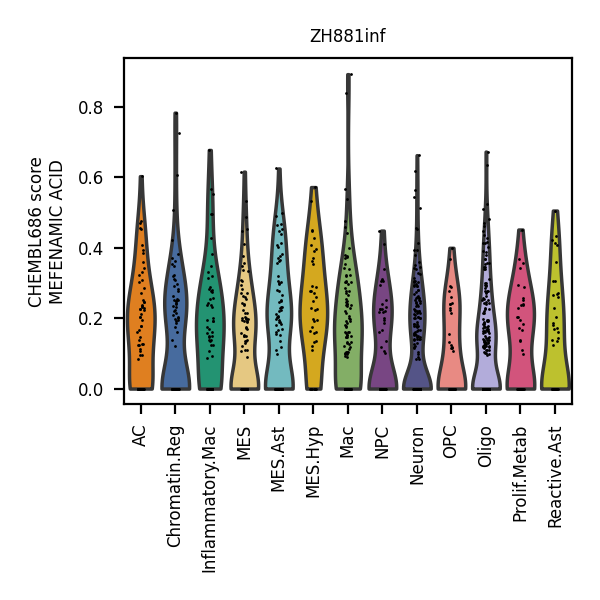 ZH881inf
CHEMBL686 score
MEFENAMIC ACID
0.8
0.6
0.4
0.2
0.0
AC
Chromatin.Reg
Inflammatory.Mac
MES
MES.Ast
MES.Hyp
Mac
NPC
Neuron
OPC
Oligo
Prolif.Metab
Reactive.Ast